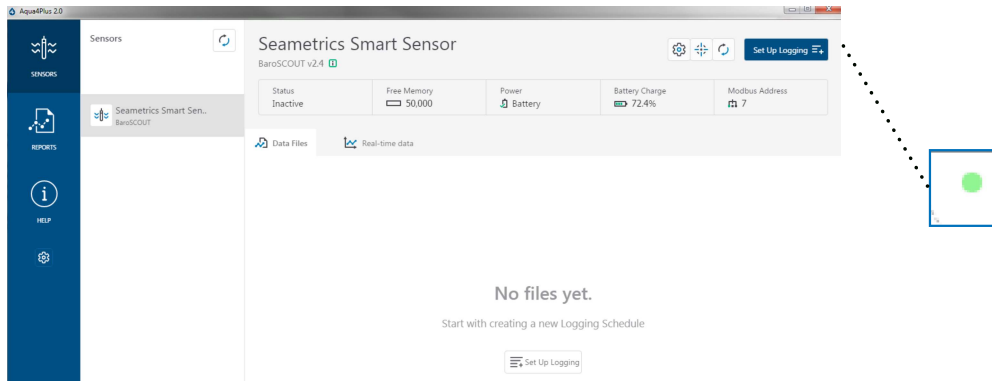 Aqua4Plus 2.0
SENSORS
REPORTS
HELP
Sensors
Seametrics Smart Sen..
BaroSCOUT
Seametrics Smart Sensor
BaroSCOUT v2.4
Set Up Logging
Status
Inactive
Free Memory
50,000
Power
Battery
Battery Charge
72.4%
Modbus Address
7
Data Files
Real-time data
No files yet.
Start with creating a new Logging Schedule
Set Up Logging